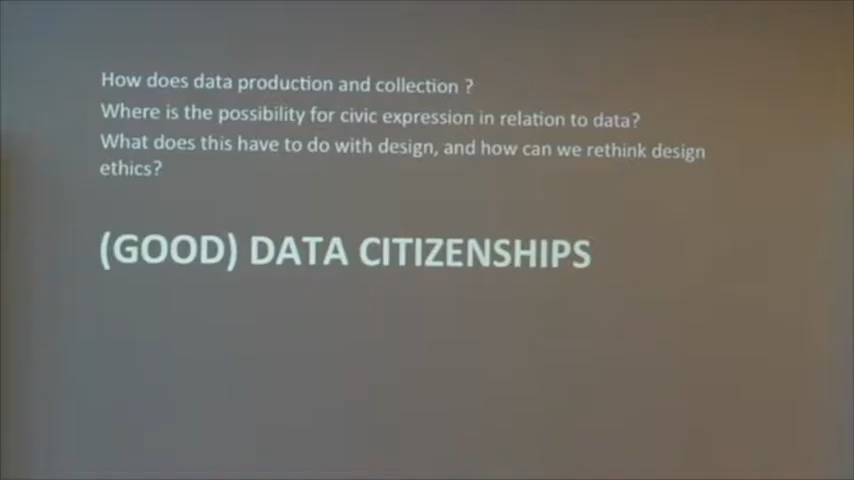 How does data production and collection ?
Where is the possibility for civic expression in relation to data?
What does this have to do with design, and how can we rethink design
ethics?
(GOOD) DATA CITIZENSHIPS